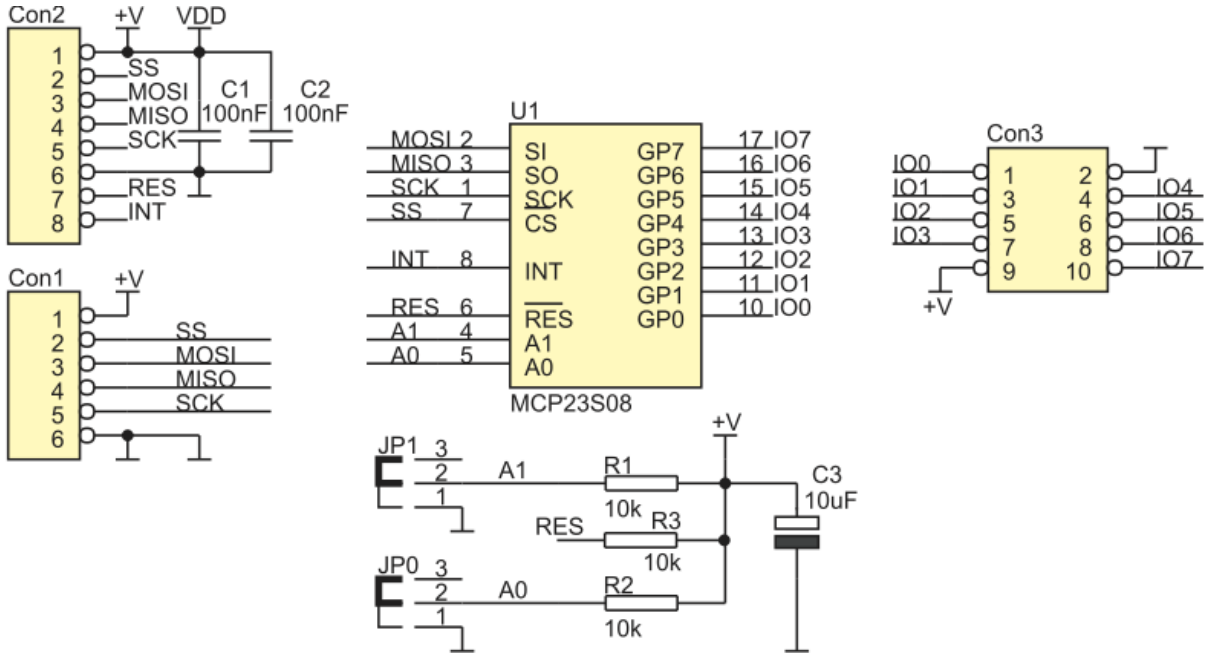 Con2
+V
VDD
1
2
3
4
5
6
7
8
SS
MOSI
MISO
SCK
RES
INT
C1
100nF
C2
100nF
Con1
+V
1
2
3
4
5
6
SS
MOSI
MISO
SCK
U1
MOSI 2 SI
MISO 3 SO
SCK 1 SCK
SS 7 CS
INT 8 INT
RES 6 RES
A1 4 A1
A0 5 A0
GP7 17 IO7
GP6 16 IO6
GP5 15 IO5
GP4 14 IO4
GP3 13 IO3
GP2 12 IO2
GP1 11 IO1
GP0 10 IO0
MCP23S08
Con3
IO0 1 2
IO1 3 4 IO4
IO2 5 6 IO5
IO3 7 8 IO6
9 10 IO7
+V
JP1
3
2
1
A1
R1
10k
RES
R3
10k
JP0
3
2
1
A0
R2
10k
+V
C3
10uF